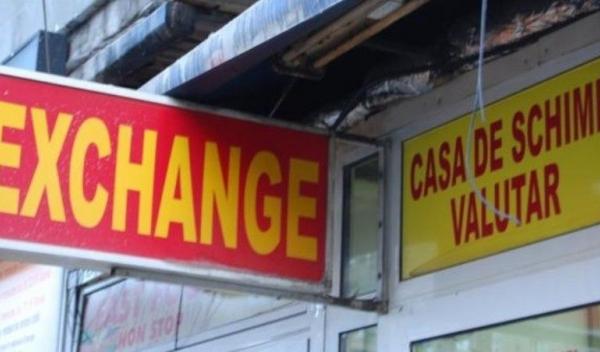 EXCHANGE
CASA DE SCHIMB
VALUTAR
NON STOP